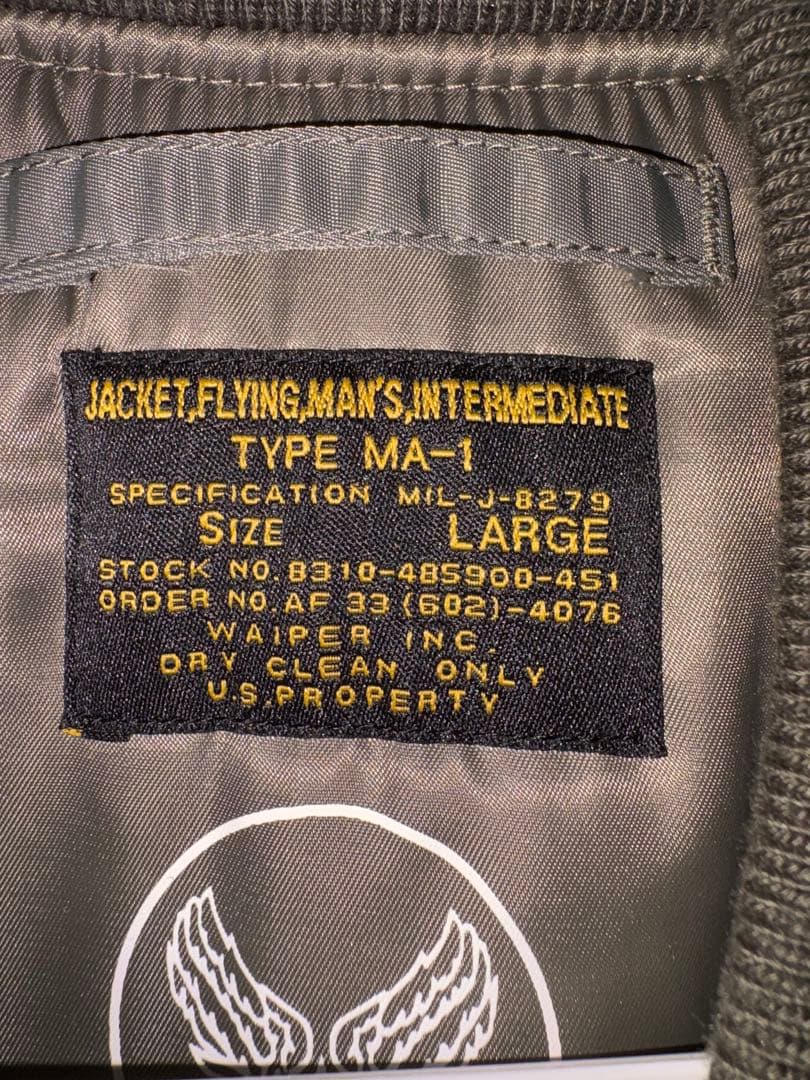 JACKET,FLYING,MAN'S,INTERMEDIATE
TYPE MA-1
SPECIFICATION MIL-J-8279
SIZE LARGE
STOCK NO. 8310-485900-451
ORDER NO. AF 33 (602)-4076
WAIPER INC.
DRY CLEAN ONLY
U.S. PROPERTY